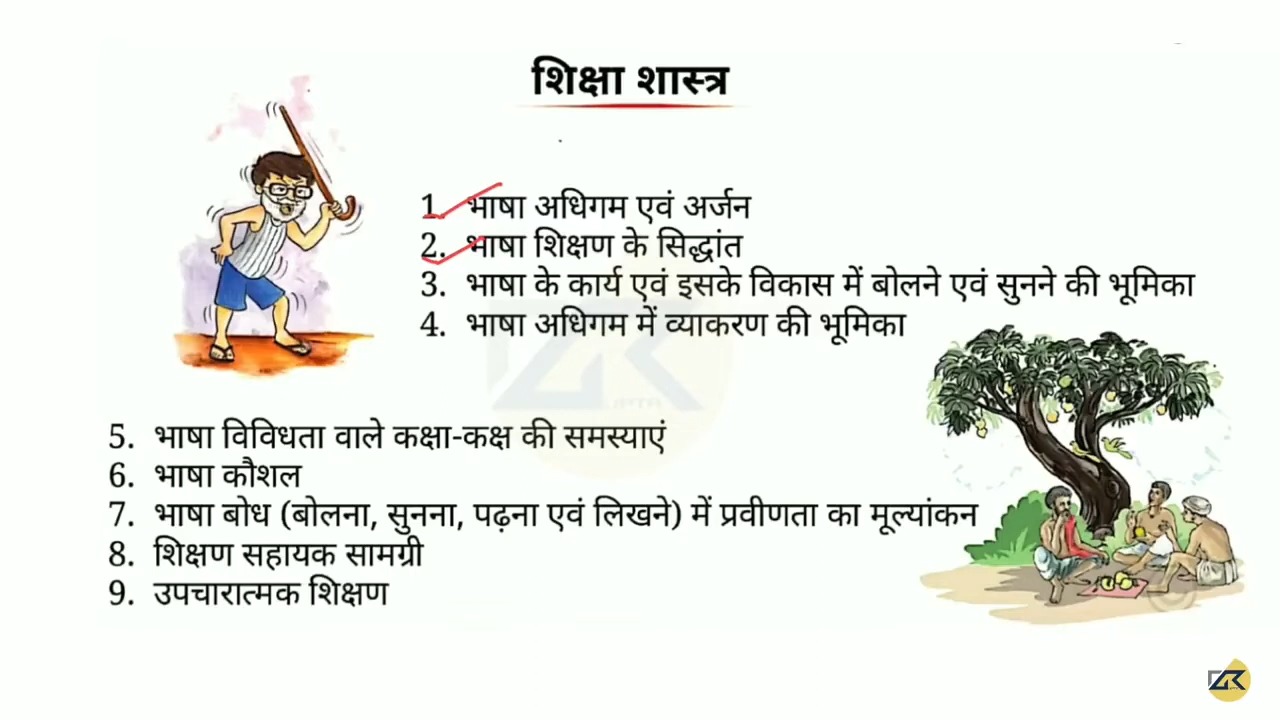 शिक्षा शास्त्र
1. भाषा अधिगम एवं अर्जन
2. भाषा शिक्षण के सिद्धांत
3. भाषा के कार्य एवं इसके विकास में बोलने एवं सुनने की भूमिका
4. भाषा अधिगम में व्याकरण की भूमिका
5. भाषा विविधता वाले कक्षा-कक्ष की समस्याएं
6. भाषा कौशल
7. भाषा बोध (बोलना, सुनना, पढ़ना एवं लिखने) में प्रवीणता का मूल्यांकन
8. शिक्षण सहायक सामग्री
9. उपचारात्मक शिक्षण